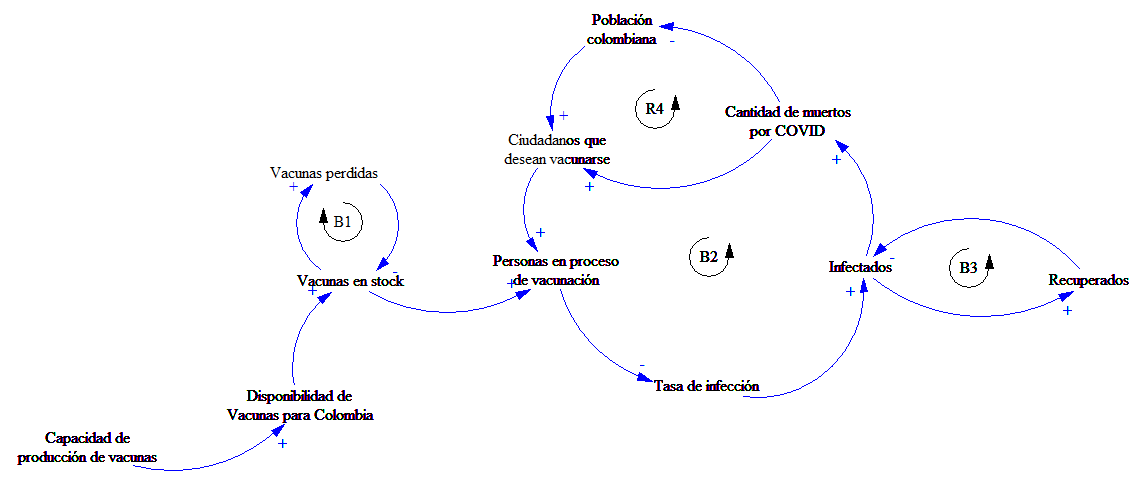 Población
colombiana
-
R4
Cantidad de muertos
por COVID
+
Ciudadanos que
desean vacunarse
+
+
Vacunas perdidas
+
B1
-
Vacunas en stock
+
+
Personas en proceso
de vacunación
+
B2
Infectados
-
+
B3
Recuperados
+
-
Tasa de infección
Disponibilidad de
Vacunas para Colombia
+
Capacidad de
producción de vacunas